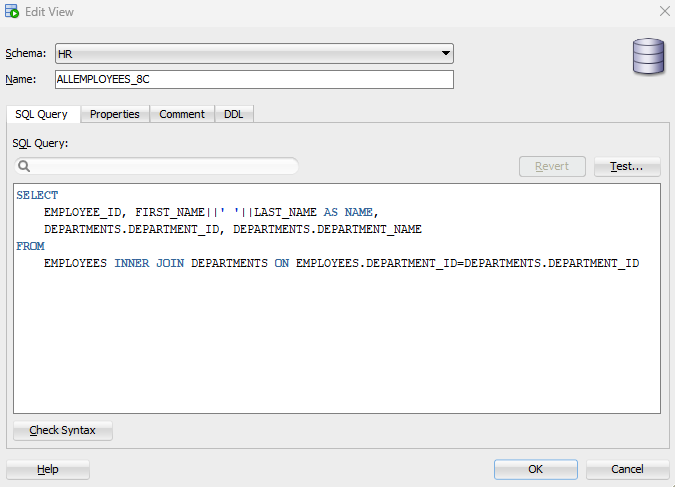 Edit View
Schema: HR
Name: ALLEMPLOYEES_8C
SQL Query Properties Comment DDL
SQL Query:
Revert Test...
SELECT
EMPLOYEE_ID, FIRST_NAME||' '||LAST_NAME AS NAME,
DEPARTMENTS.DEPARTMENT_ID, DEPARTMENTS.DEPARTMENT_NAME
FROM
EMPLOYEES INNER JOIN DEPARTMENTS ON EMPLOYEES.DEPARTMENT_ID=DEPARTMENTS.DEPARTMENT_ID
Check Syntax
Help OK Cancel